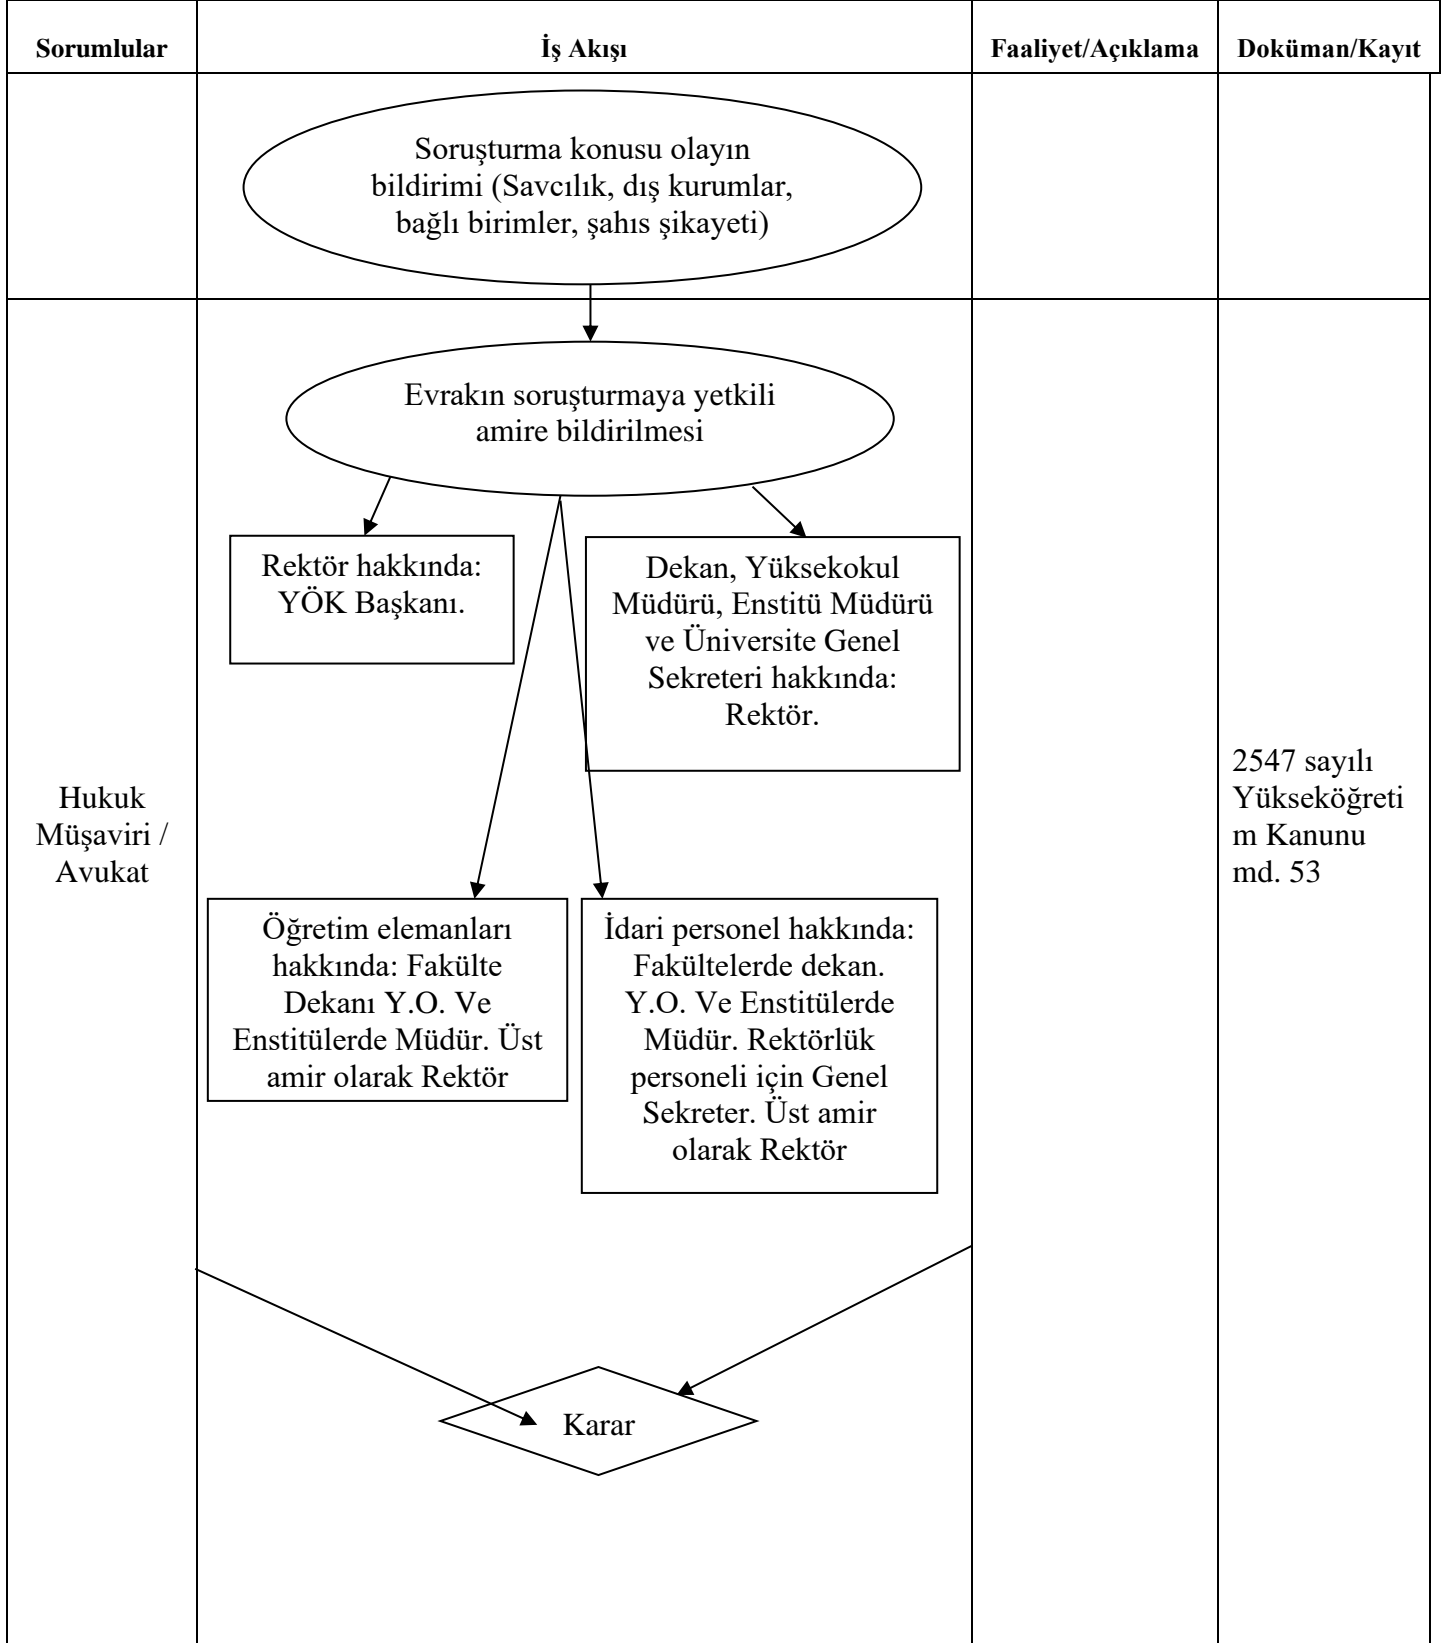 Sorumlular
İş Akışı
Faaliyet/Açıklama
Doküman/Kayıt
Soruşturma konusu olayın
bildirimi (Savcılık, dış kurumlar,
bağlı birimler, şahıs şikayeti)
Evrakın soruşturmaya yetkili
amire bildirilmesi
Rektör hakkında:
YÖK Başkanı.
Dekan, Yüksekokul
Müdürü, Enstitü Müdürü
ve Üniversite Genel
Sekreteri hakkında:
Rektör.
Hukuk
Müşaviri /
Avukat
2547 sayılı
Yükseköğreti
m Kanunu
md. 53
Öğretim elemanları
hakkında: Fakülte
Dekanı Y.O. Ve
Enstitülerde Müdür. Üst
amir olarak Rektör
İdari personel hakkında:
Fakültelerde dekan.
Y.O. Ve Enstitülerde
Müdür. Rektörlük
personeli için Genel
Sekreter. Üst amir
olarak Rektör
Karar